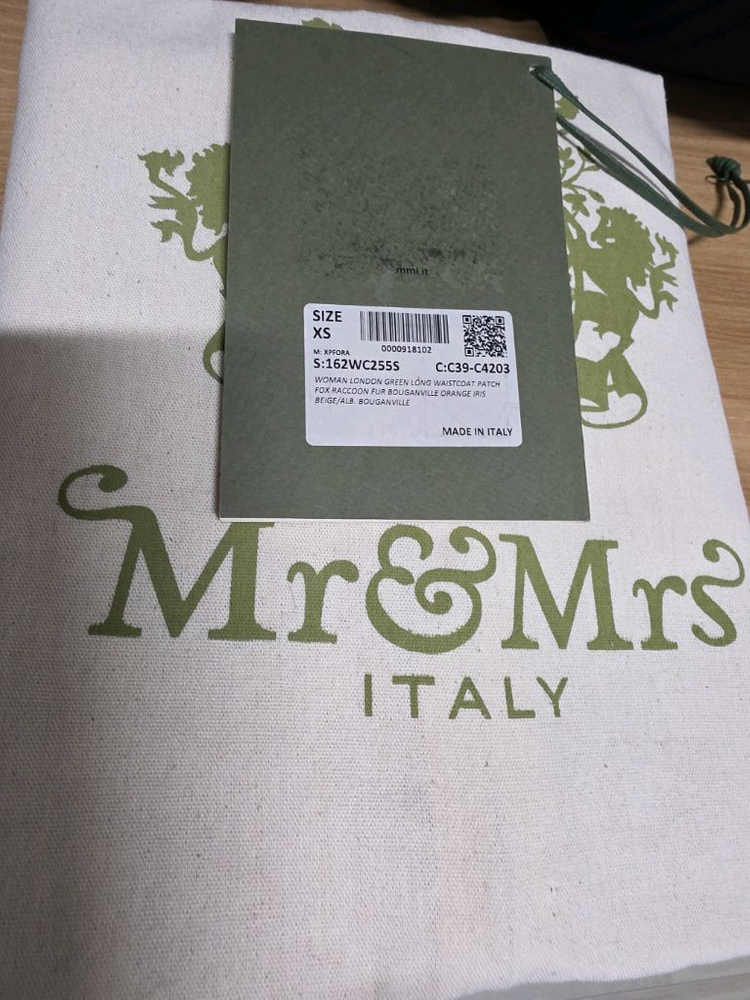 mmi.it
SIZE
XS
0000918102
M: XPFORA
S:162WC255S C:C39-C4203
WOMAN LONDON GREEN LONG WAISTCOAT PATCH
FOX RACCOON FUR BOUGANVILLE ORANGE IRIS
BEIGE/ALB. BOUGANVILLE
MADE IN ITALY
Mr&Mrs
ITALY